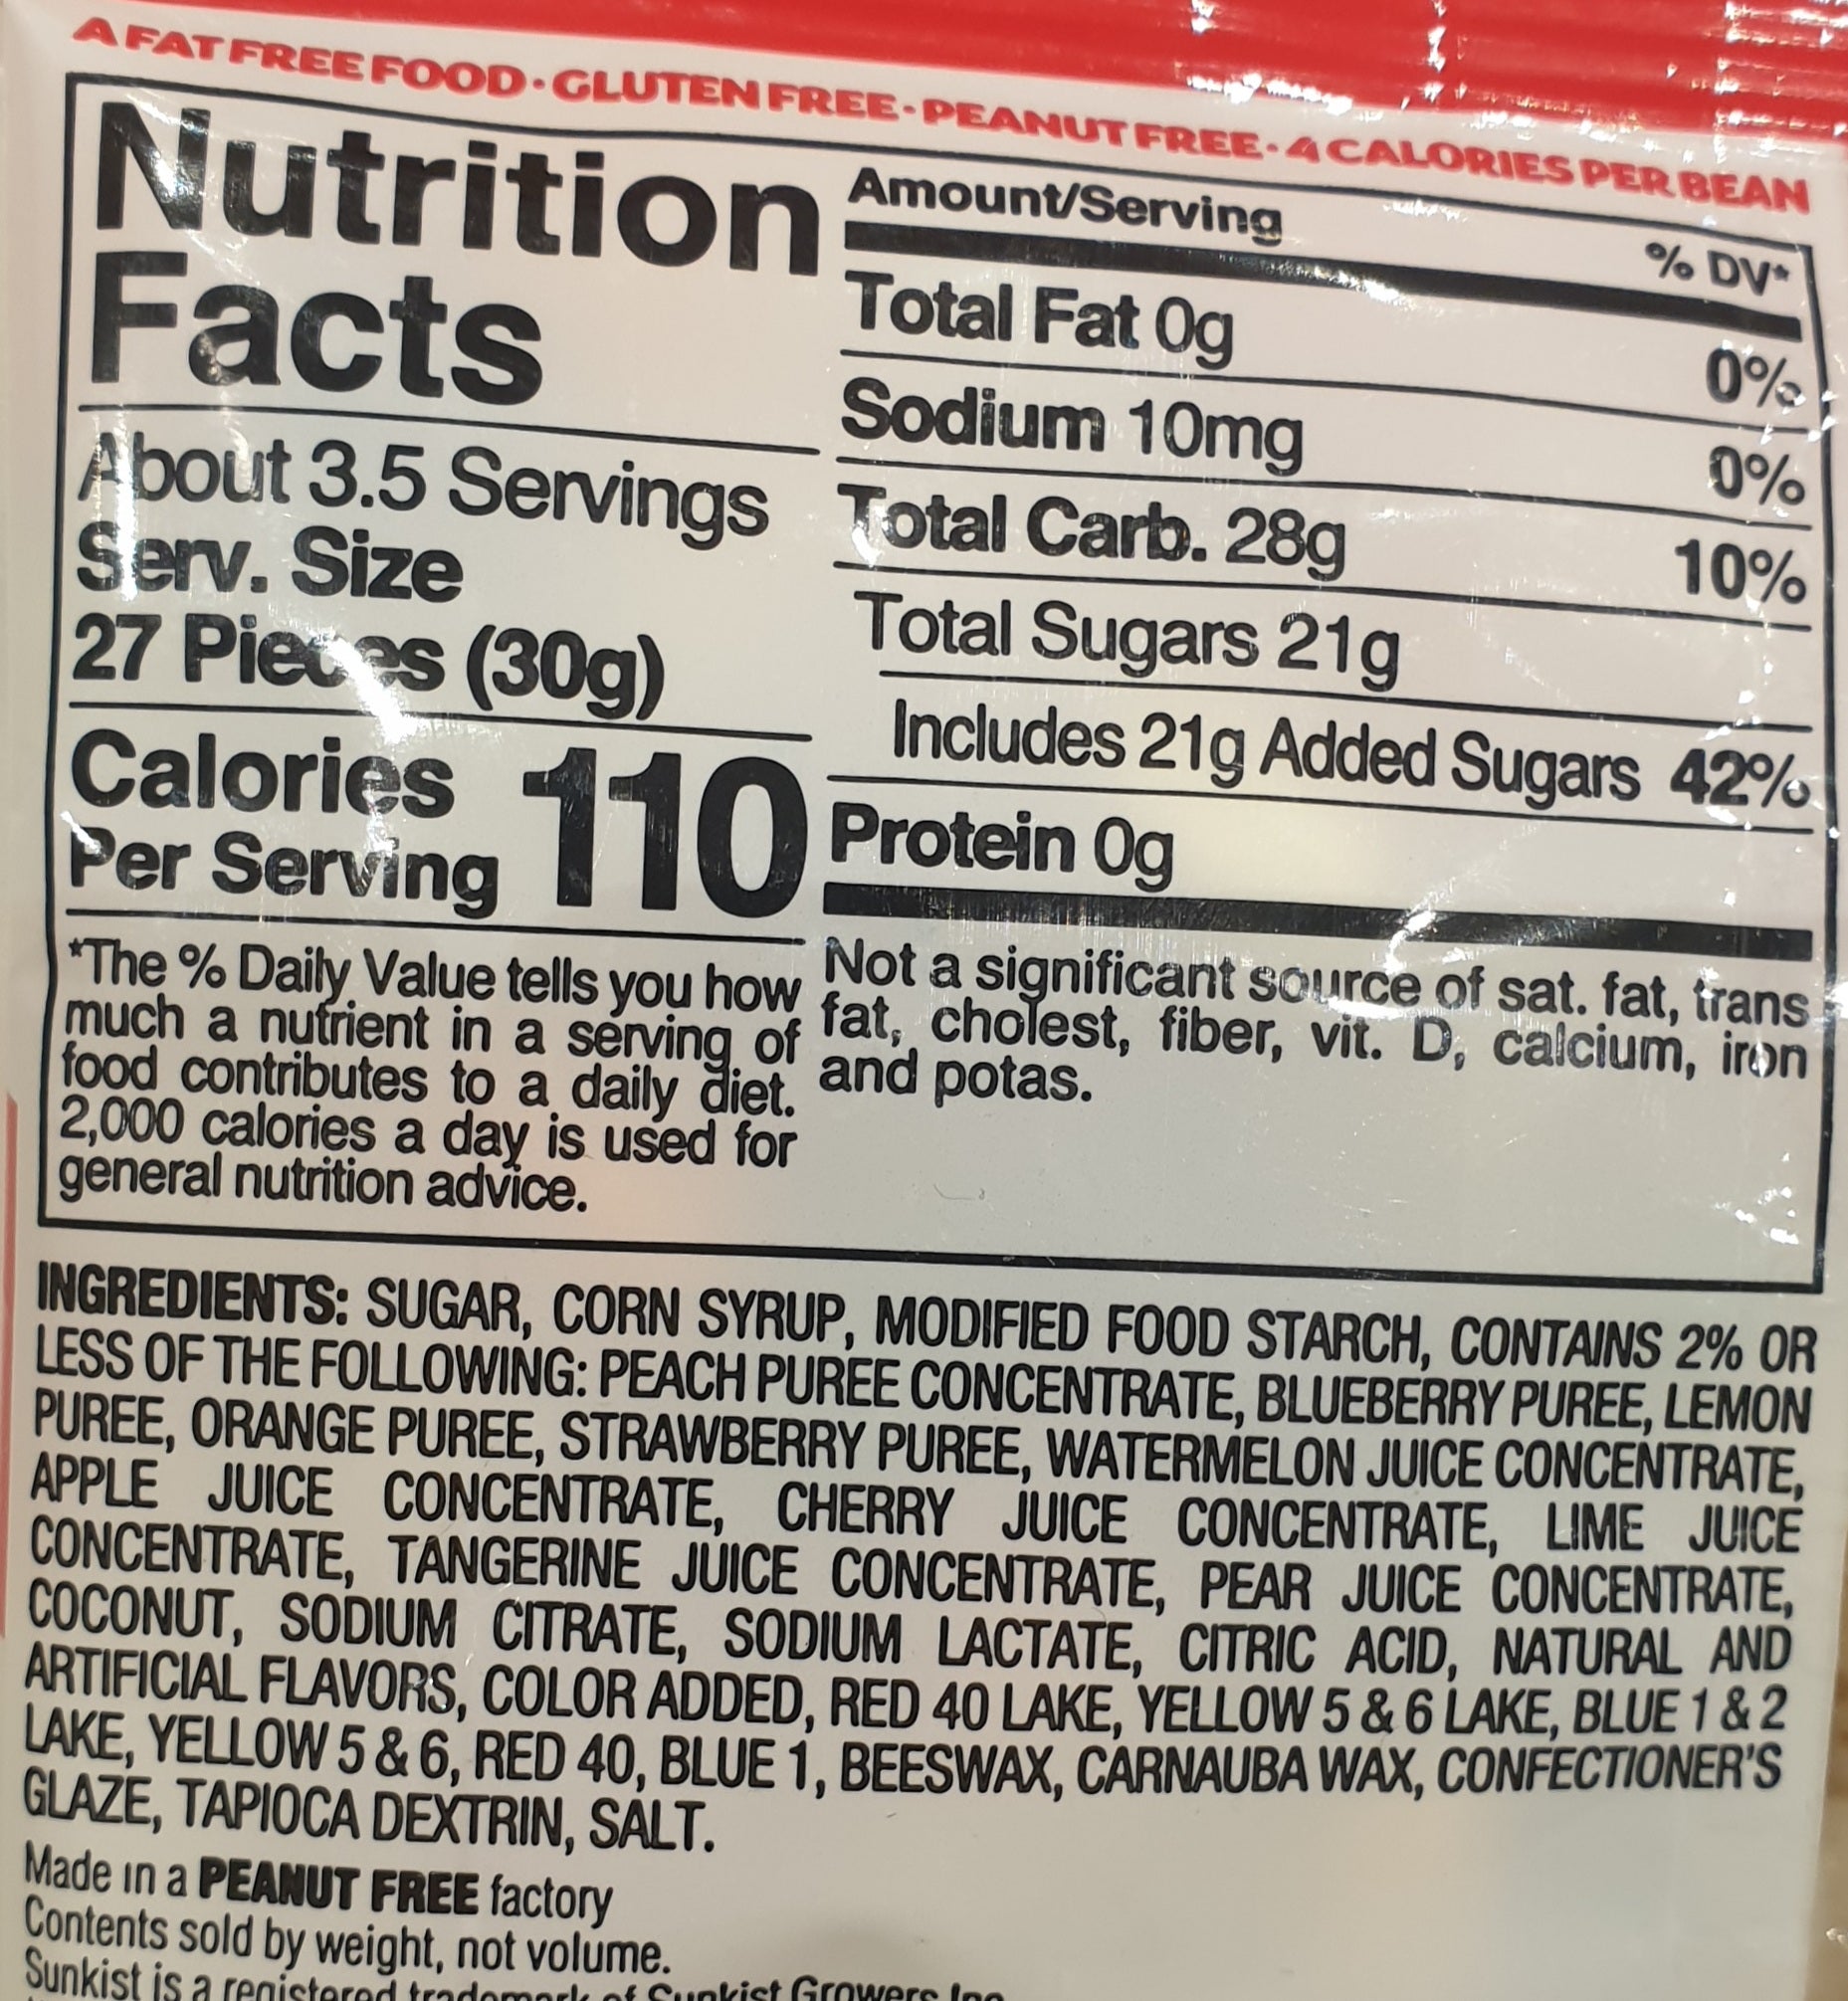 A FAT FREE FOOD · GLUTEN FREE · PEANUT FREE · 4 CALORIES PER BEAN
Nutrition
Facts
About 3.5 Servings
Serv. Size
27 Pieces (30g)
Calories
Per Serving 110
*The % Daily Value tells you how
much a nutrient in a serving of
food contributes to a daily diet.
2,000 calories a day is used for
general nutrition advice.
Amount/Serving % DV*
Total Fat 0g 0%
Sodium 10mg 0%
Total Carb. 28g 10%
Total Sugars 21g
Includes 21g Added Sugars 42%
Protein 0g
Not a significant source of sat. fat, trans
fat, cholest, fiber, vit. D, calcium, iron
and potas.
INGREDIENTS: SUGAR, CORN SYRUP, MODIFIED FOOD STARCH, CONTAINS 2% OR
LESS OF THE FOLLOWING: PEACH PUREE CONCENTRATE, BLUEBERRY PUREE, LEMON
PUREE, ORANGE PUREE, STRAWBERRY PUREE, WATERMELON JUICE CONCENTRATE,
APPLE JUICE CONCENTRATE, CHERRY JUICE CONCENTRATE, LIME JUICE
CONCENTRATE, TANGERINE JUICE CONCENTRATE, PEAR JUICE CONCENTRATE,
COCONUT, SODIUM CITRATE, SODIUM LACTATE, CITRIC ACID, NATURAL AND
ARTIFICIAL FLAVORS, COLOR ADDED, RED 40 LAKE, YELLOW 5 & 6 LAKE, BLUE 1 & 2
LAKE, YELLOW 5 & 6, RED 40, BLUE 1, BEESWAX, CARNAUBA WAX, CONFECTIONER'S
GLAZE, TAPIOCA DEXTRIN, SALT.
Made in a PEANUT FREE factory
Contents sold by weight, not volume.
Sunkist is a registered trademark of Sunkist Growers Inc